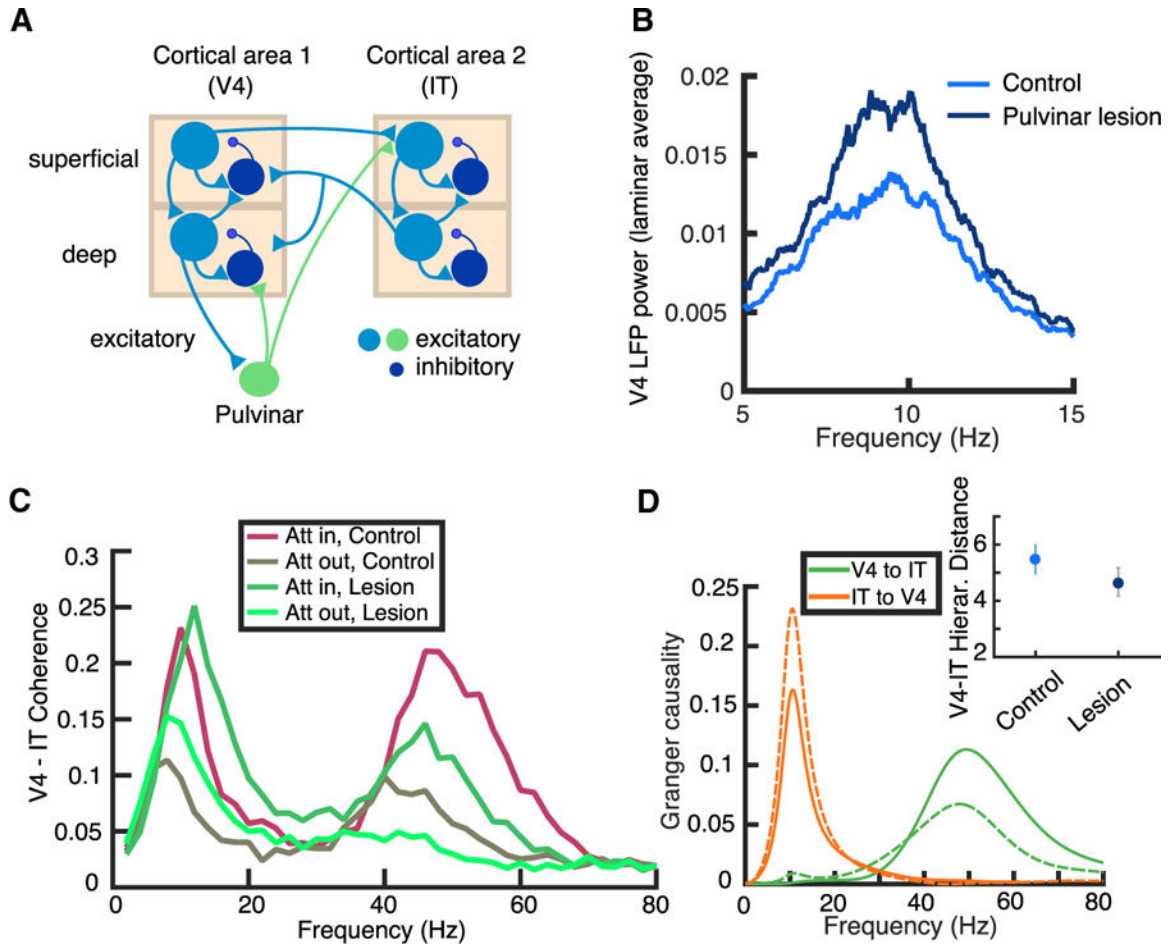 A
Cortical area 1
(V4)
Cortical area 2
(IT)
superficial
deep
excitatory
excitatory
inhibitory
Pulvinar
B
V4 LFP power (laminar average)
0.02
0.015
0.01
0.005
0
5
10
15
Frequency (Hz)
Control
Pulvinar lesion
C
Att in, Control
Att out, Control
Att in, Lesion
Att out, Lesion
V4 - IT Coherence
0.3
0.25
0.2
0.15
0.1
0.05
0
0
20
40
60
80
Frequency (Hz)
D
V4 to IT
IT to V4
Granger causality
0.25
0.2
0.15
0.1
0.05
0
0
20
40
60
80
Frequency (Hz)
V4-IT Hierar. Distance
6
4
2
Control
Lesion